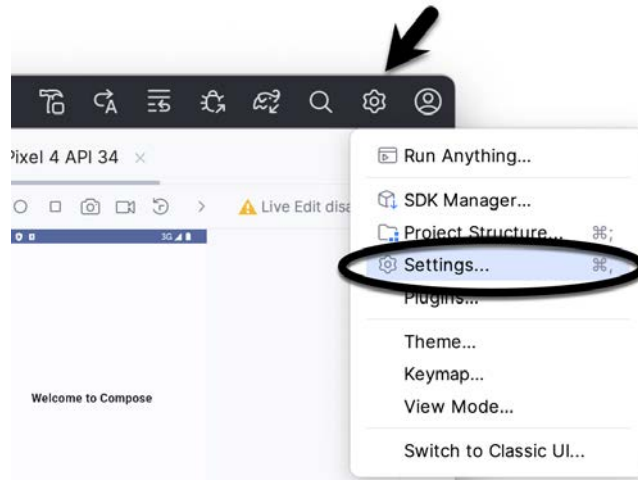 Pixel 4 API 34
Live Edit disa
3G
Welcome to Compose
Run Anything...
SDK Manager...
Project Structure... ⌘;
Settings... ⌘,
Plugins...
Theme...
Keymap...
View Mode...
Switch to Classic UI...